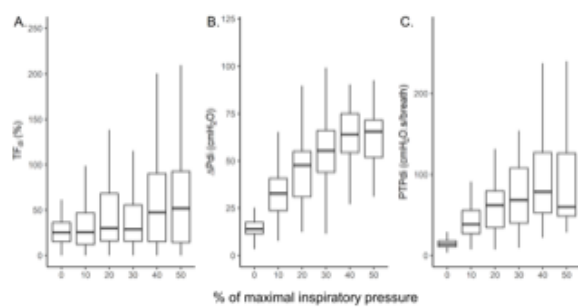 A.
B.
C.
TFdi (%)
250
200
150
100
50
0
0 10 20 30 40 50
ΔPdi (cmH₂O)
125
100
75
50
25
0
0 10 20 30 40 50
PTPdi (cmH₂O.s/breath)
200
100
0
0 10 20 30 40 50
% of maximal inspiratory pressure